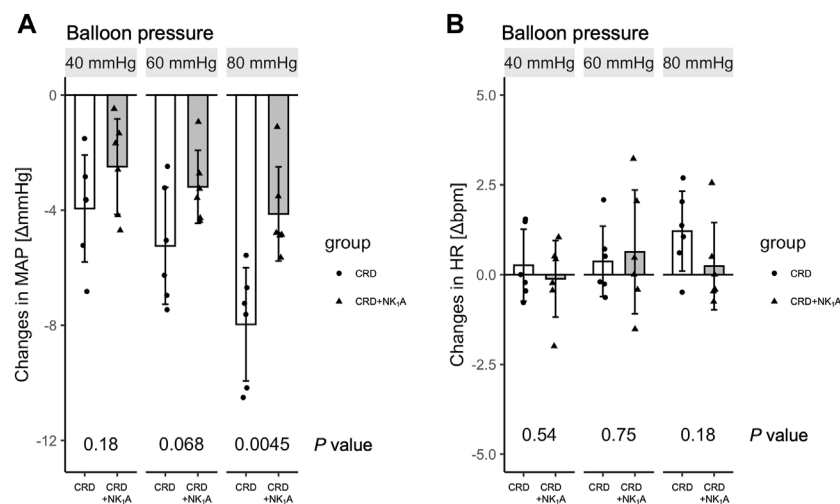 A
Balloon pressure
40 mmHg 60 mmHg 80 mmHg
0
-4
-8
-12
Changes in MAP [ΔmmHg]
0.18 0.068 0.0045 P value
CRD CRD +NK₁A CRD CRD +NK₁A CRD CRD +NK₁A
group
CRD
CRD+NK₁A
B
Balloon pressure
40 mmHg 60 mmHg 80 mmHg
5.0
2.5
0.0
-2.5
-5.0
Changes in HR [Δbpm]
0.54 0.75 0.18 P value
CRD CRD +NK₁A CRD CRD +NK₁A CRD CRD +NK₁A
group
CRD
CRD+NK₁A